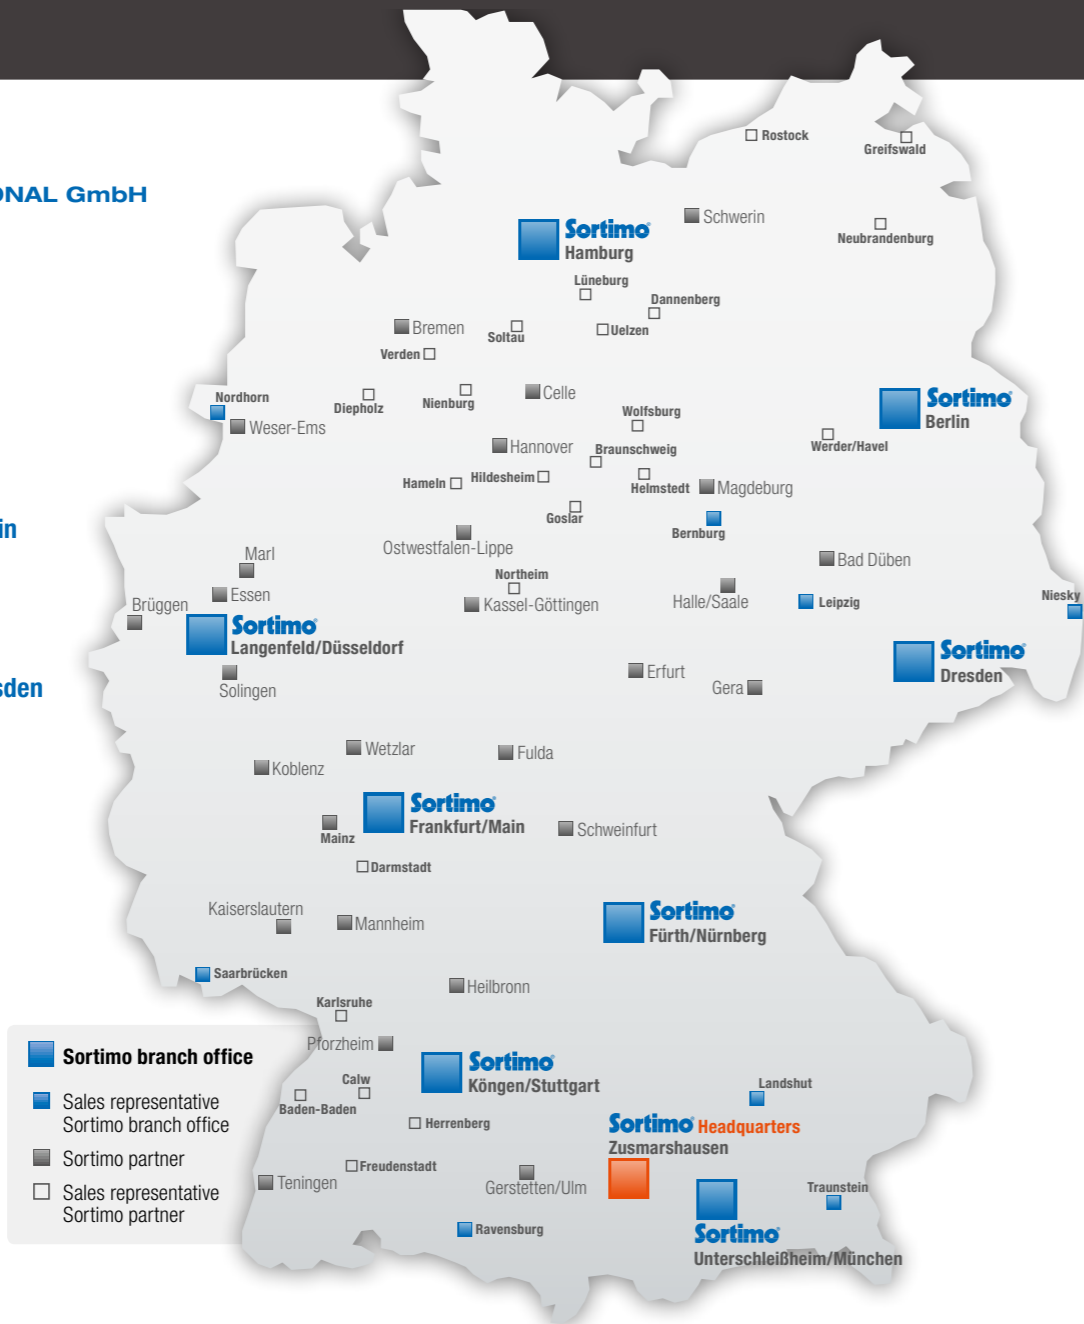 ONAL GmbH
in
sden
Rostock
Greifswald
Schwerin
Neubrandenburg
Sortimo®
Hamburg
Lüneburg
Dannenberg
Bremen
Soltau
Uelzen
Verden
Nordhorn
Diepholz
Nienburg
Celle
Sortimo®
Berlin
Weser-Ems
Wolfsburg
Werder/Havel
Hannover
Braunschweig
Hameln
Hildesheim
Helmstedt
Magdeburg
Goslar
Bernburg
Ostwestfalen-Lippe
Marl
Bad Düben
Northeim
Essen
Brüggen
Kassel-Göttingen
Halle/Saale
Leipzig
Niesky
Sortimo®
Langenfeld/Düsseldorf
Sortimo®
Dresden
Solingen
Erfurt
Gera
Wetzlar
Fulda
Koblenz
Sortimo®
Frankfurt/Main
Mainz
Schweinfurt
Darmstadt
Kaiserslautern
Mannheim
Sortimo®
Fürth/Nürnberg
Saarbrücken
Heilbronn
Karlsruhe
Pforzheim
Sortimo®
Köngen/Stuttgart
Calw
Baden-Baden
Landshut
Herrenberg
Sortimo® Headquarters
Zusmarshausen
Freudenstadt
Teningen
Gerstetten/Ulm
Traunstein
Ravensburg
Sortimo®
Unterschleißheim/München
Sortimo branch office
Sales representative
Sortimo branch office
Sortimo partner
Sales representative
Sortimo partner